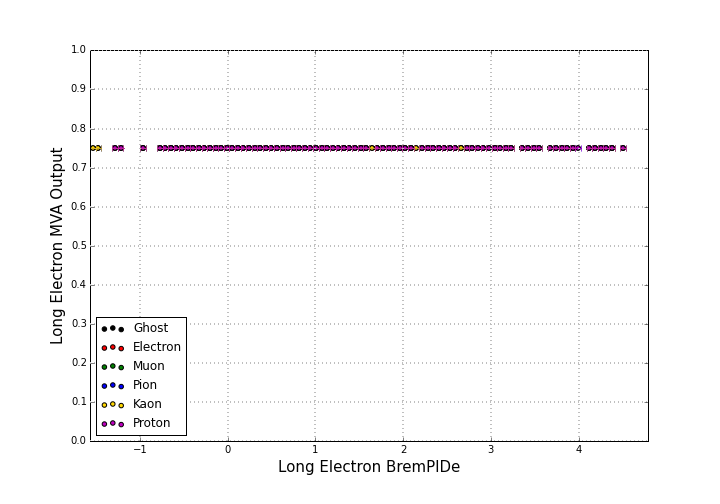 1.0
0.9
0.8
0.7
0.6
0.5
0.4
0.3
0.2
0.1
0.0
Long Electron MVA Output
Ghost
Electron
Muon
Pion
Kaon
Proton
−1 0 1 2 3 4
Long Electron BremPIDe